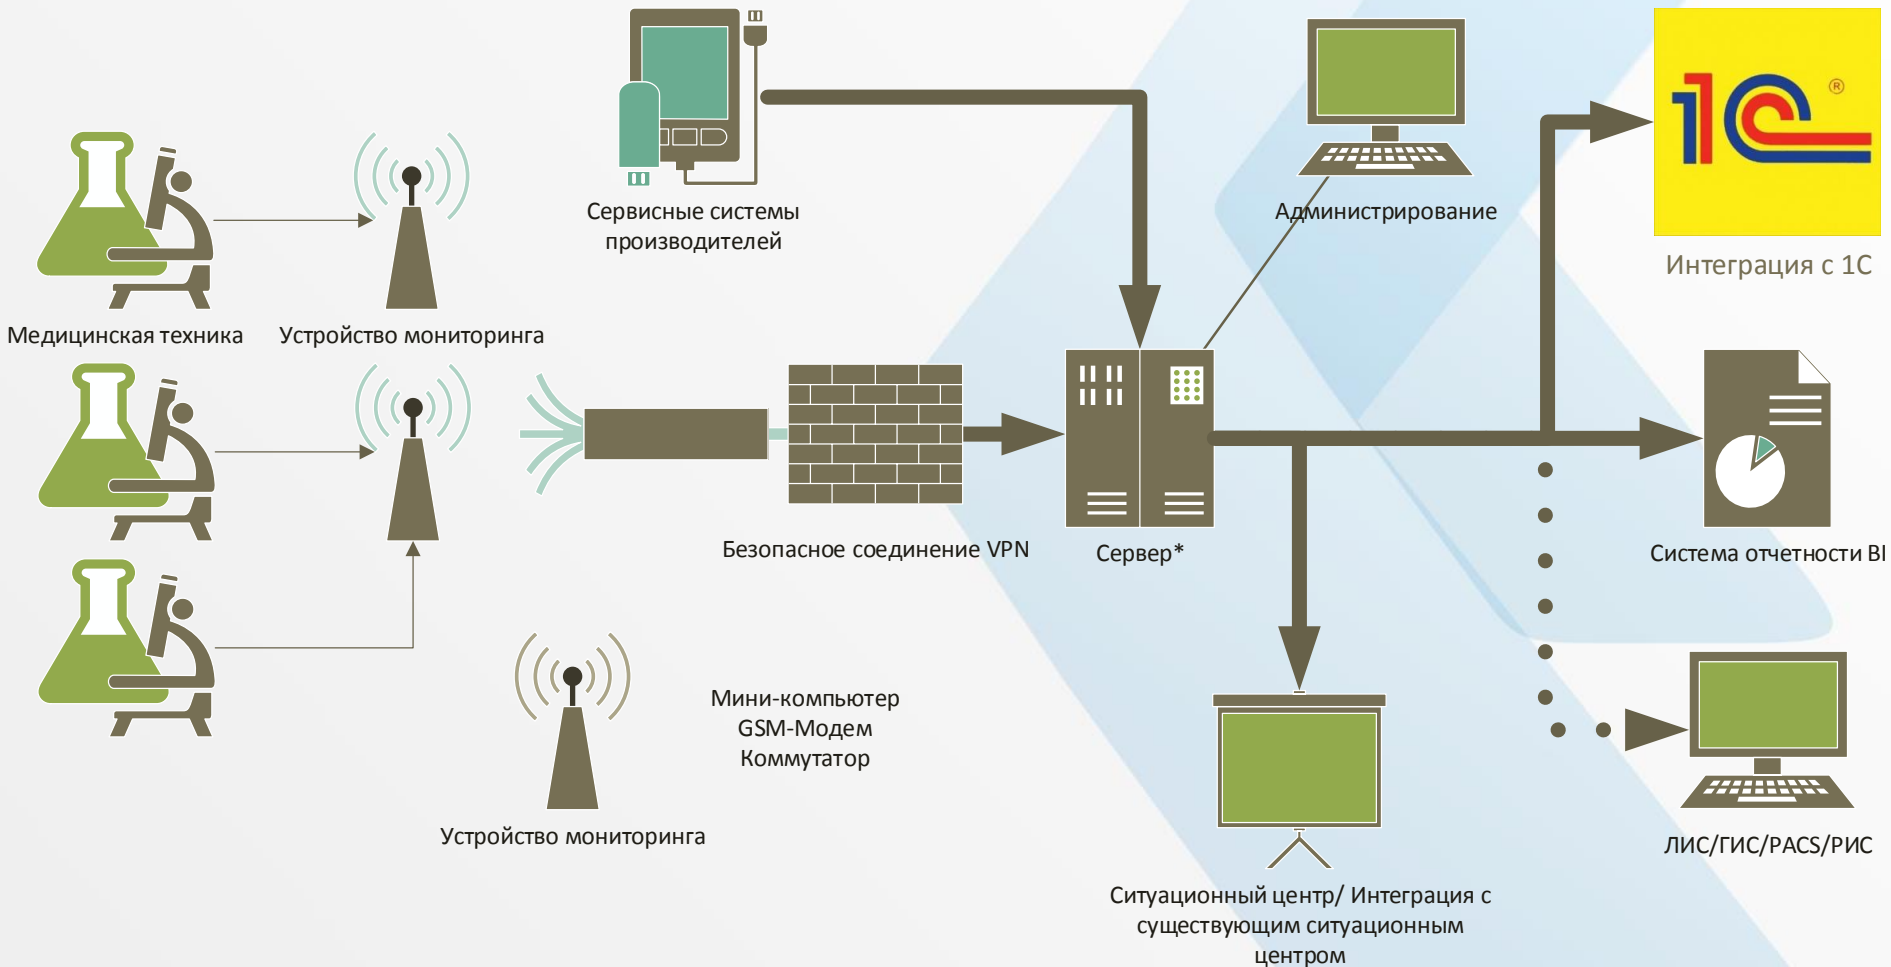 1С®
Сервисные системы
производителей
Администрирование
Интеграция с 1С
Медицинская техника
Устройство мониторинга
Безопасное соединение VPN
Сервер*
Система отчетности BI
Мини-компьютер
GSM-Модем
Коммутатор
Устройство мониторинга
ЛИС/ГИС/PACS/РИС
Ситуационный центр/ Интеграция с
существующим ситуационным
центром